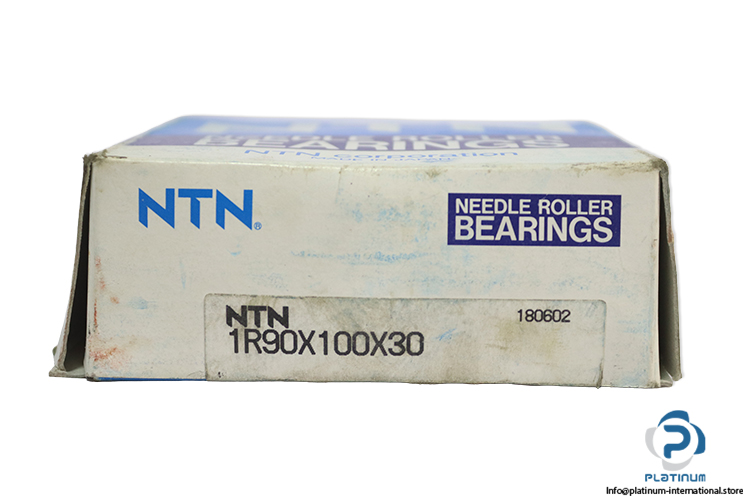 NEEDLE ROLLER
BEARINGS
NTN corporation
NTN®
NEEDLE ROLLER
BEARINGS
NTN
180602
1R90X100X30
PLATINUM
Info@platinum-international.store